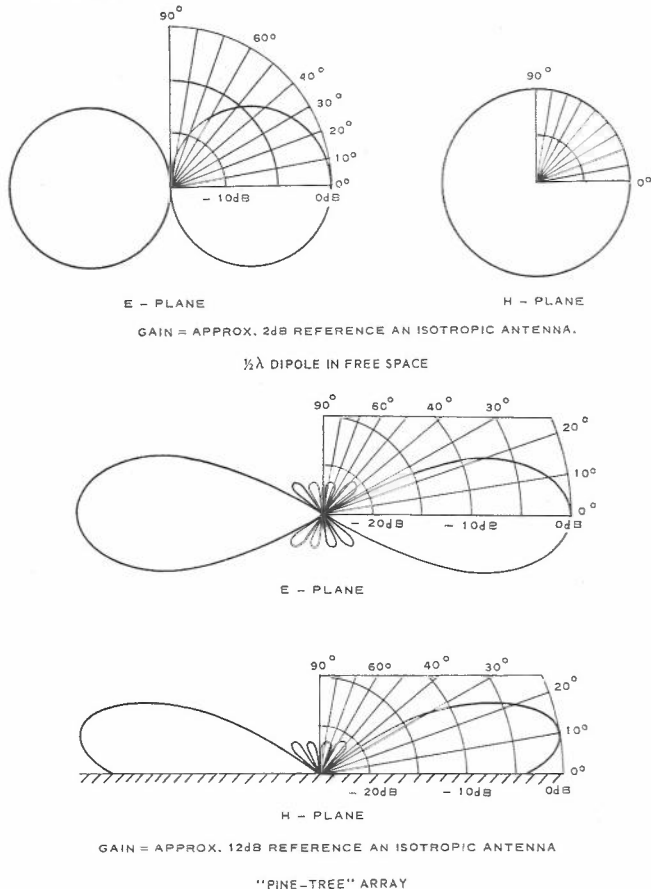 90°
60°
40°
30°
20°
10°
0°
- 10dB 0dB
E - PLANE
90°
0°
H - PLANE
GAIN = APPROX. 2dB REFERENCE AN ISOTROPIC ANTENNA.
½λ DIPOLE IN FREE SPACE
90° 60° 40° 30°
20°
10°
0°
- 20dB - 10dB 0dB
E - PLANE
90° 60° 40° 30°
20°
10°
0°
- 20dB - 10dB 0dB
H - PLANE
GAIN = APPROX. 12dB REFERENCE AN ISOTROPIC ANTENNA
"PINE-TREE" ARRAY